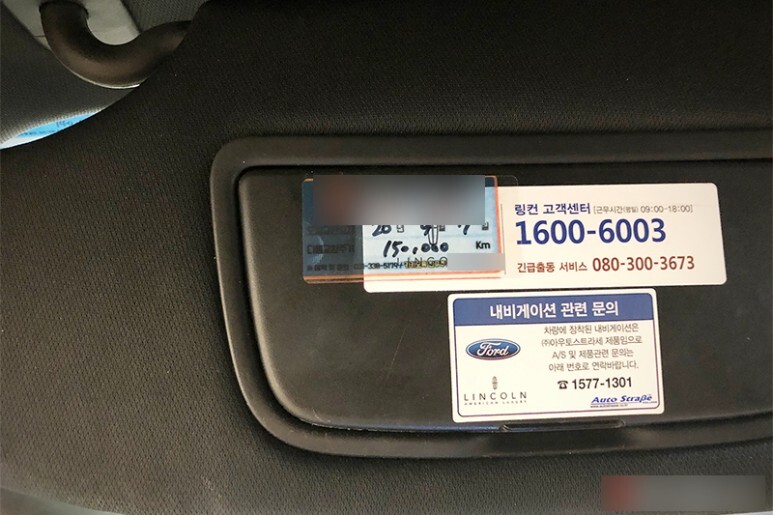 링컨 고객센터 [근무시간(평일) 09:00-18:00]
1600-6003
긴급출동 서비스 080-300-3673
150,000 Km
LINCO
내비게이션 관련 문의
Ford
차량에 장착된 내비게이션은
㈜아우토스트라세 제품임으로
A/S 및 제품관련 문의는
아래 번호로 연락바랍니다.
☎ 1577-1301
LINCOLN
AMERICAN LUXURY
Auto Straße